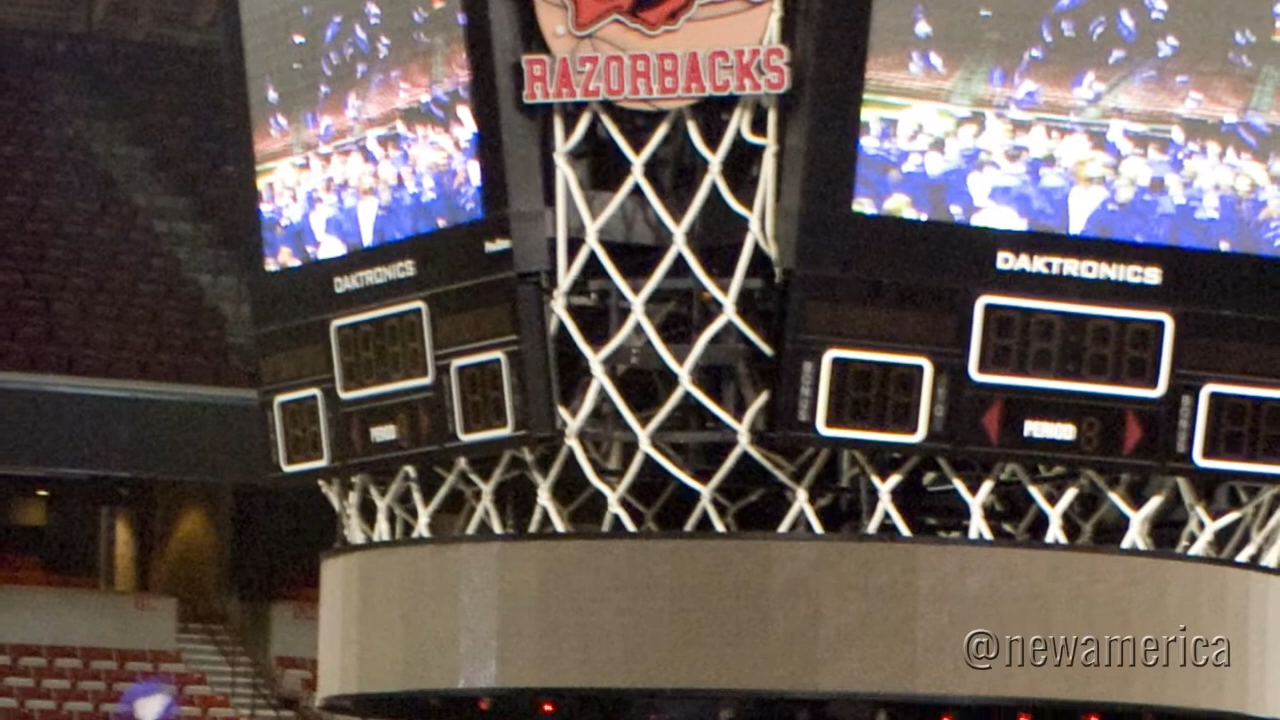 RAZORBACKS
DAKTRONICS
DAKTRONICS
PERIOD
PERIOD
@newamerica